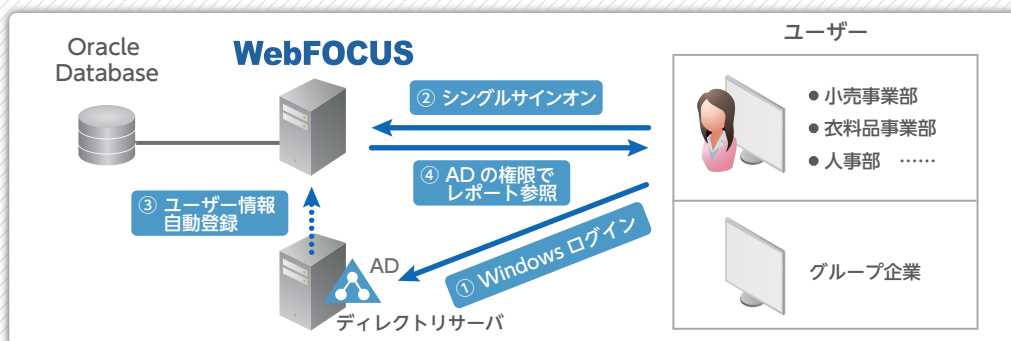 Oracle
Database
WebFOCUS
ユーザー
② シングルサインオン
● 小売事業部
● 衣料品事業部
● 人事部 ……
④ AD の権限で
レポート参照
③ ユーザー情報
自動登録
① Windows ログイン
AD
ディレクトリサーバ
グループ企業